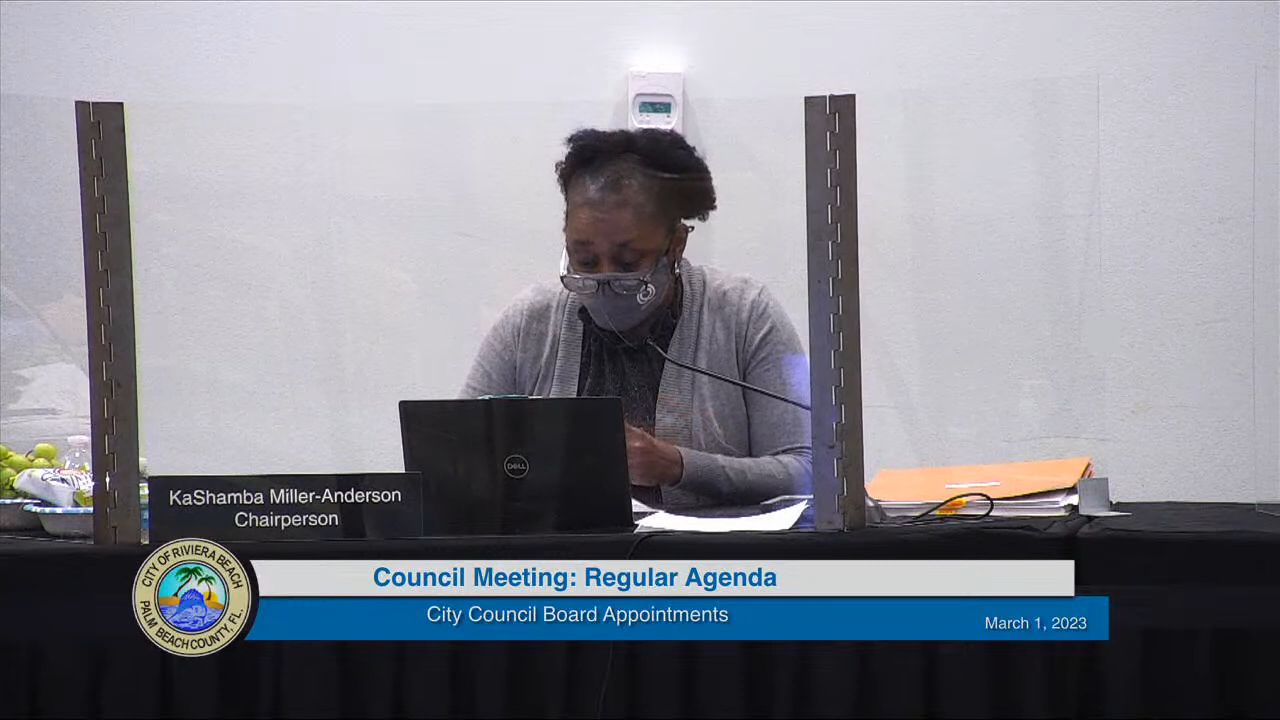 DELL
KaShamba Miller-Anderson
Chairperson
CITY OF RIVIERA BEACH
PALM BEACH COUNTY, FL.
Council Meeting: Regular Agenda
City Council Board Appointments
March 1, 2023